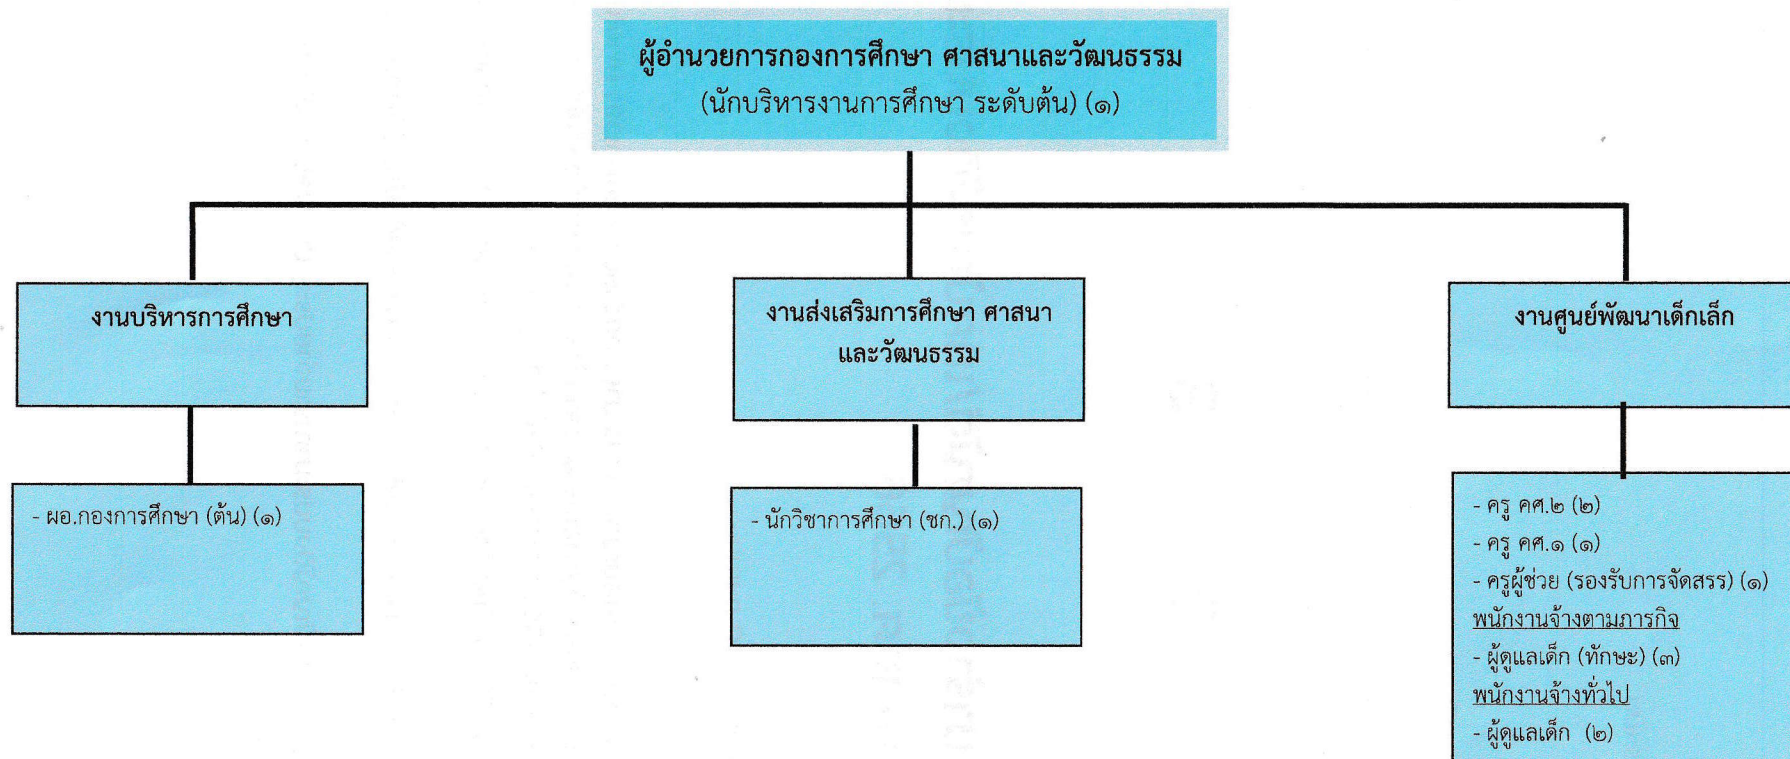 ผู้อำนวยการกองการศึกษา ศาสนาและวัฒนธรรม
(นักบริหารงานการศึกษา ระดับต้น) (๑)
งานบริหารการศึกษา
งานส่งเสริมการศึกษา ศาสนา
และวัฒนธรรม
งานศูนย์พัฒนาเด็กเล็ก
- ผอ.กองการศึกษา (ต้น) (๑)
- นักวิชาการศึกษา (ชก.) (๑)
- ครู คศ.๒ (๒)
- ครู คศ.๑ (๑)
- ครูผู้ช่วย (รองรับการจัดสรร) (๑)
พนักงานจ้างตามภารกิจ
- ผู้ดูแลเด็ก (ทักษะ) (๓)
พนักงานจ้างทั่วไป
- ผู้ดูแลเด็ก (๒)